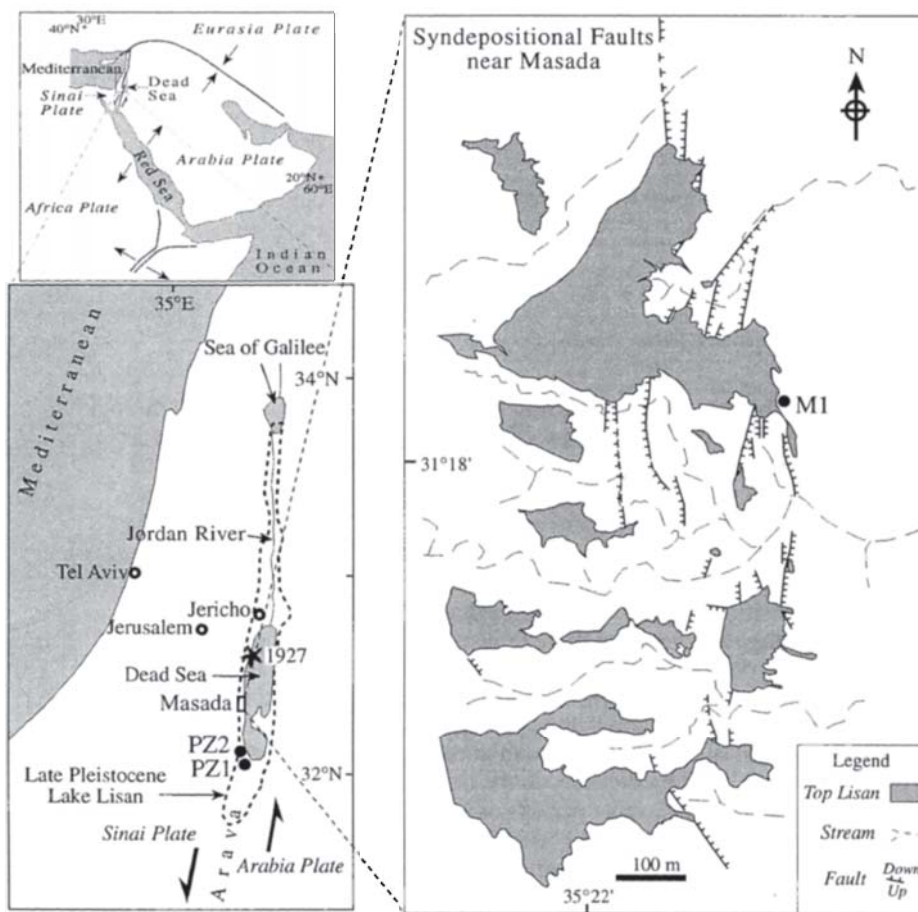 30°E
40°N
Eurasia Plate
Mediterranean
Dead
Sea
Sinai
Plate
Red Sea
Arabia Plate
20°N
60°E
Africa Plate
Indian
Ocean
35°E
Mediterranean
Sea of Galilee
34°N
Jordan River
Tel Aviv
Jericho
Jerusalem
1927
Dead Sea
Masada
PZ2
PZ1
Late Pleistocene
Lake Lisan
32°N
Sinai Plate
Arava
Arabia Plate
Syndepositional Faults
near Masada
N
M1
31°18'
100 m
35°22'
Legend
Top Lisan
Stream
Fault
Down
Up